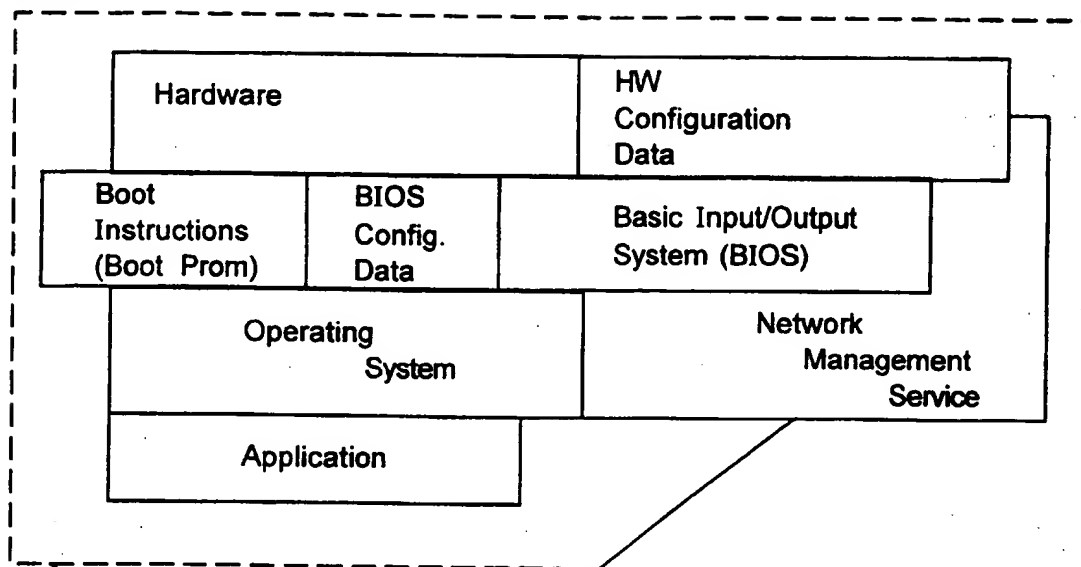 Hardware
HW
Configuration
Data
Boot
Instructions
(Boot Prom)
BIOS
Config.
Data
Basic Input/Output
System (BIOS)
Operating
System
Network
Management
Service
Application